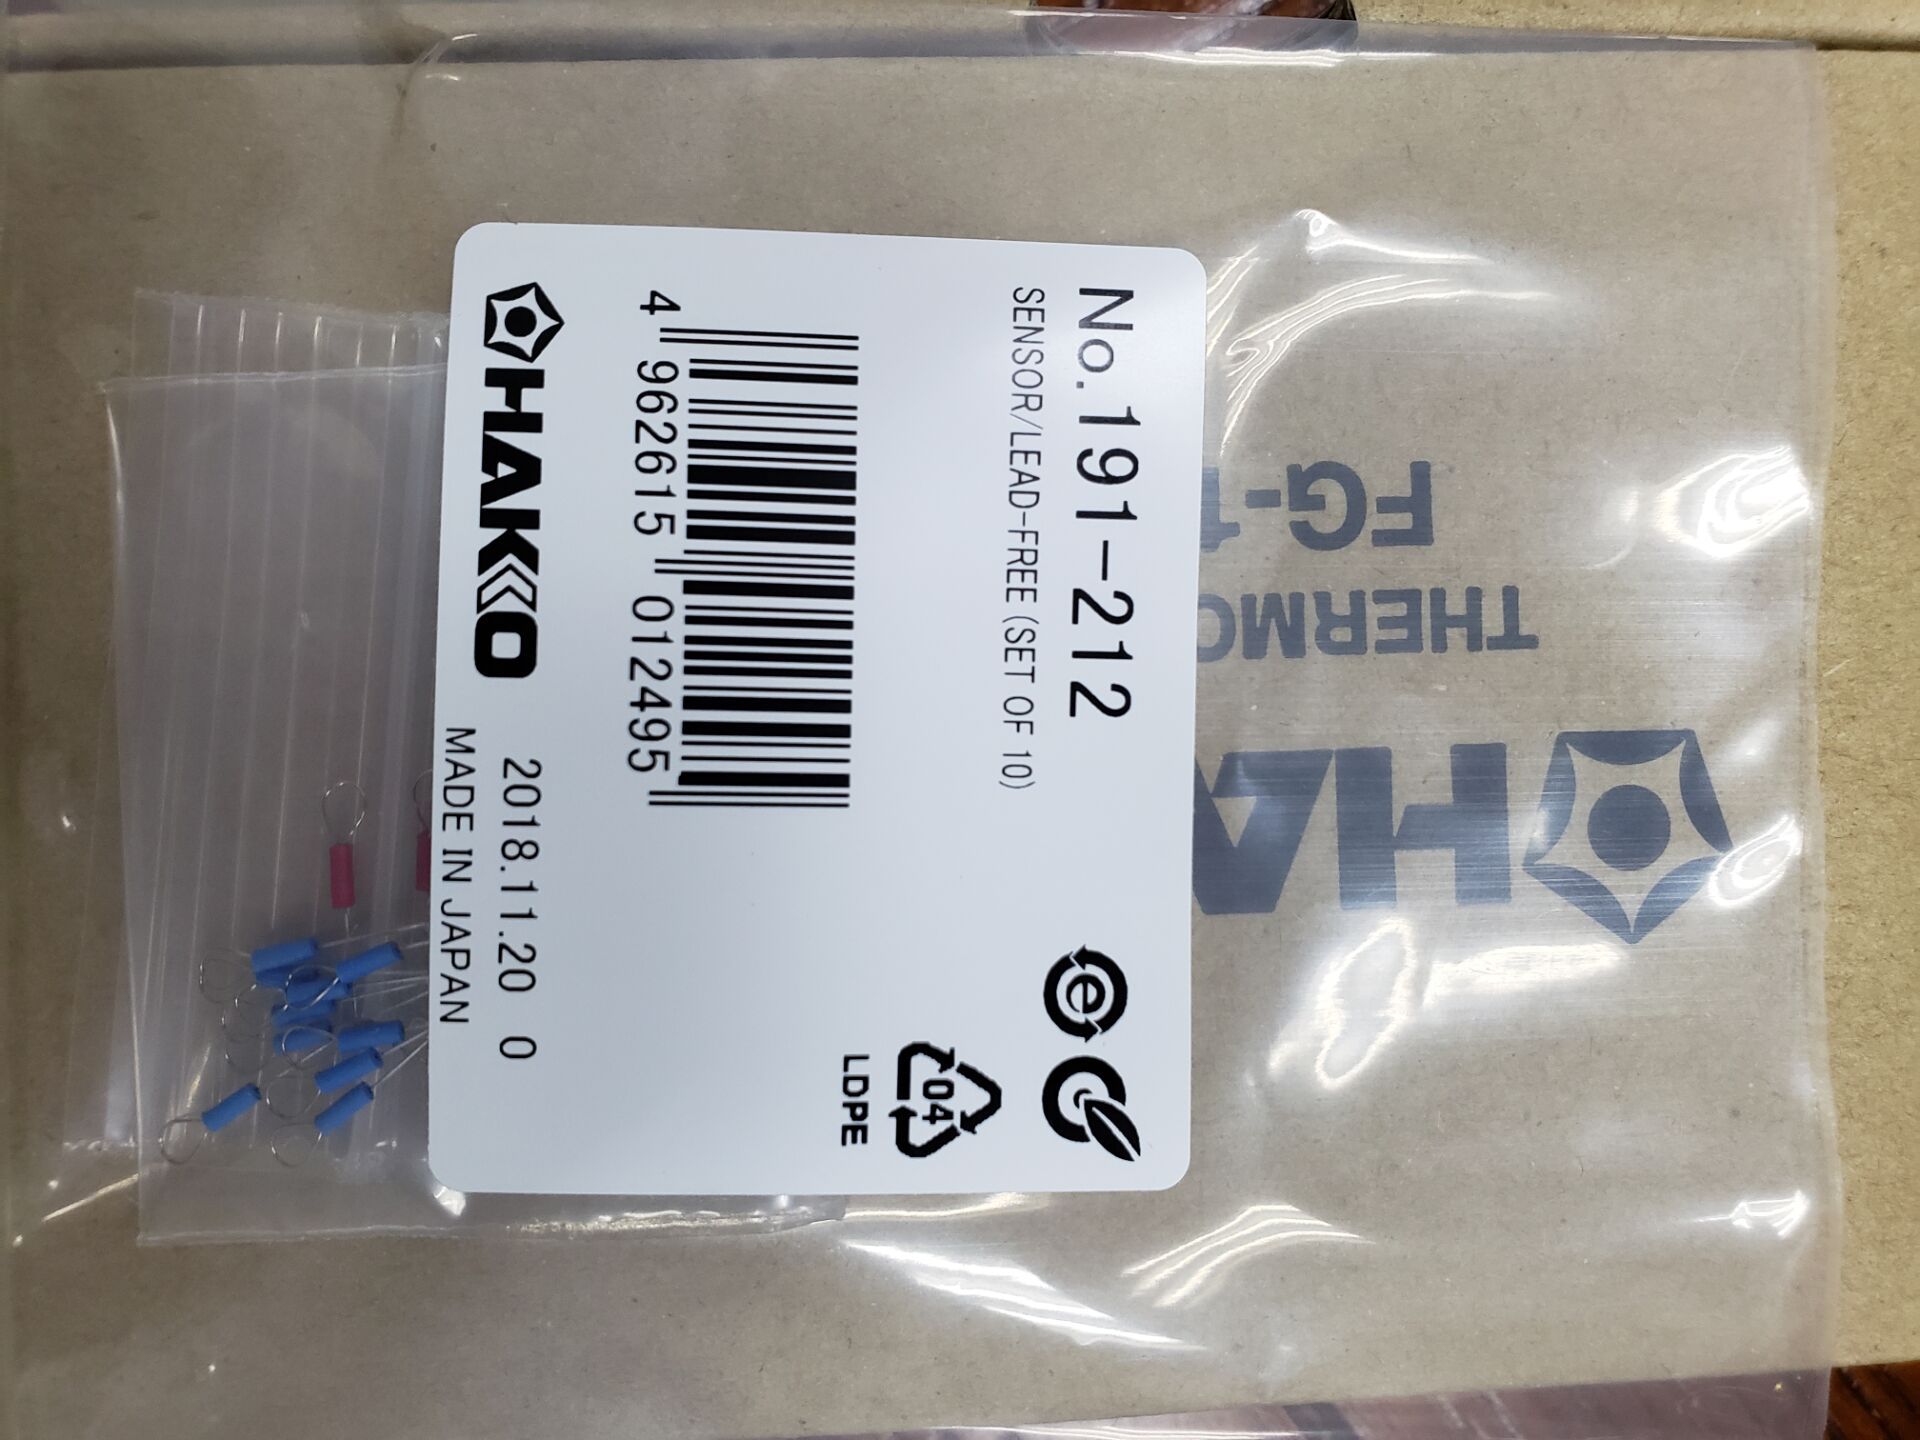 No.191-212
SENSOR/LEAD-FREE (SET OF 10)
4 962615 012495
e
04
LDPE
HAKKO
2018.11.20 0
MADE IN JAPAN
HA
THERMO
FG-1